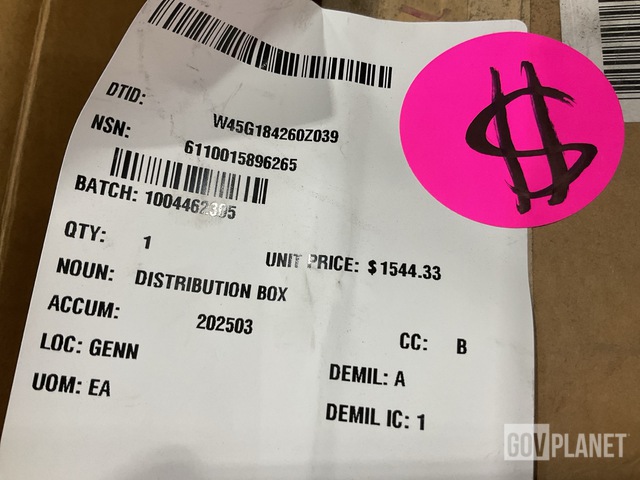 DTID: W45G184260Z039
NSN: 6110015896265
BATCH: 1004462305
QTY: 1
UNIT PRICE: $1544.33
NOUN: DISTRIBUTION BOX
ACCUM: 202503
CC: B
LOC: GENN
DEMIL: A
UOM: EA
DEMIL IC: 1
$
GOVPLANET